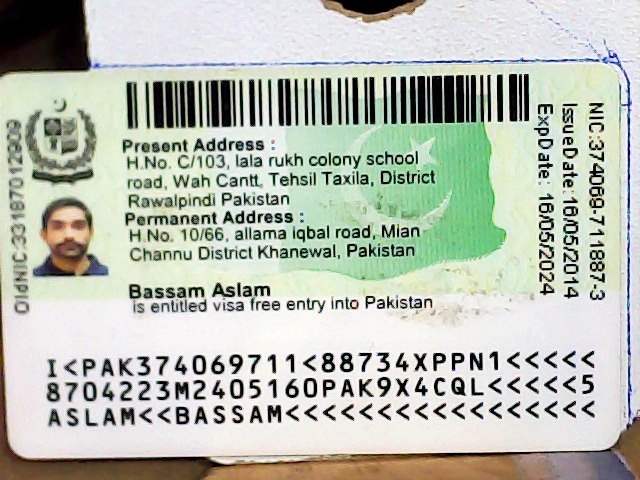 Present Address :
H.No. C/103, lala rukh colony school
road, Wah Cantt, Tehsil Taxila, District
Rawalpindi Pakistan
Permanent Address :
H.No. 10/66, allama iqbal road, Mian
Channu District Khanewal, Pakistan
Bassam Aslam
is entitled visa free entry into Pakistan
OldNIC:33187012909
NIC:374069-711887-3
IssueDate:16/05/2014
ExpDate: 16/05/2024
I<PAK374069711<88734XPPN1<<<<<
8704223M2405160PAK9X4CQL<<<<<5
ASLAM<<BASSAM<<<<<<<<<<<<<<<<<